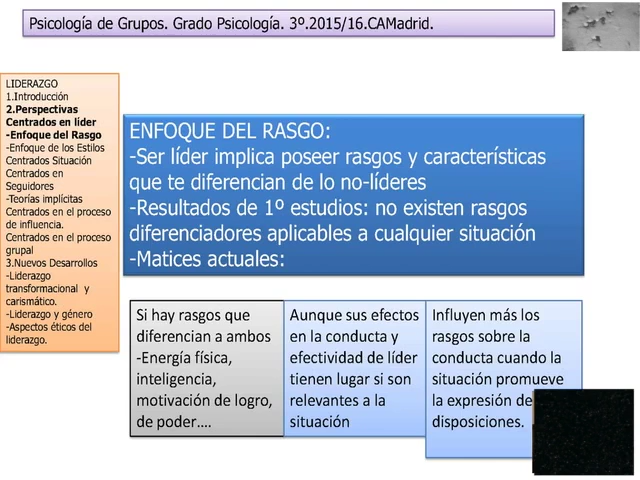 Psicología de Grupos. Grado Psicología. 3º.2015/16.CAMadrid.
LIDERAZGO
1.Introducción
2.Perspectivas
Centrados en líder
-Enfoque del Rasgo
-Enfoque de los Estilos
Centrados Situación
Centrados en
Seguidores
-Teorías implícitas
Centrados en el proceso
de influencia.
Centrados en el proceso
grupal
3.Nuevos Desarrollos
-Liderazgo
transformacional y
carismático.
-Liderazgo y género
-Aspectos éticos del
liderazgo.
ENFOQUE DEL RASGO:
-Ser líder implica poseer rasgos y características
que te diferencian de lo no-líderes
-Resultados de 1º estudios: no existen rasgos
diferenciadores aplicables a cualquier situación
-Matices actuales:
Si hay rasgos que
diferencian a ambos
-Energía física,
inteligencia,
motivación de logro,
de poder....
Aunque sus efectos
en la conducta y
efectividad de líder
tienen lugar si son
relevantes a la
situación
Influyen más los
rasgos sobre la
conducta cuando la
situación promueve
la expresión de
disposiciones.